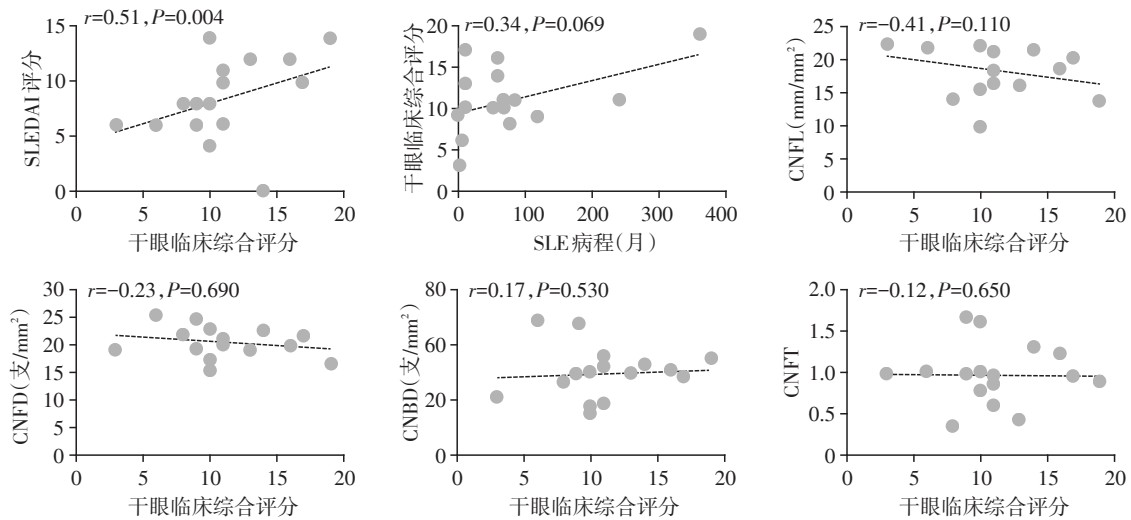 r=0.51,P=0.004
15
10
5
0
SLEDAI评分
0 5 10 15 20
干眼临床综合评分
r=0.34,P=0.069
20
15
10
5
0
干眼临床综合评分
0 100 200 300 400
SLE病程(月)
r=-0.41,P=0.110
25
20
15
10
5
0
CNFL(mm/mm²)
0 5 10 15 20
干眼临床综合评分
r=-0.23,P=0.690
30
25
20
15
10
5
0
CNFD(支/mm²)
0 5 10 15 20
干眼临床综合评分
r=0.17,P=0.530
80
60
40
20
0
CNBD(支/mm²)
0 5 10 15 20
干眼临床综合评分
r=-0.12,P=0.650
2.0
1.5
1.0
0.5
0
CNFT
0 5 10 15 20
干眼临床综合评分